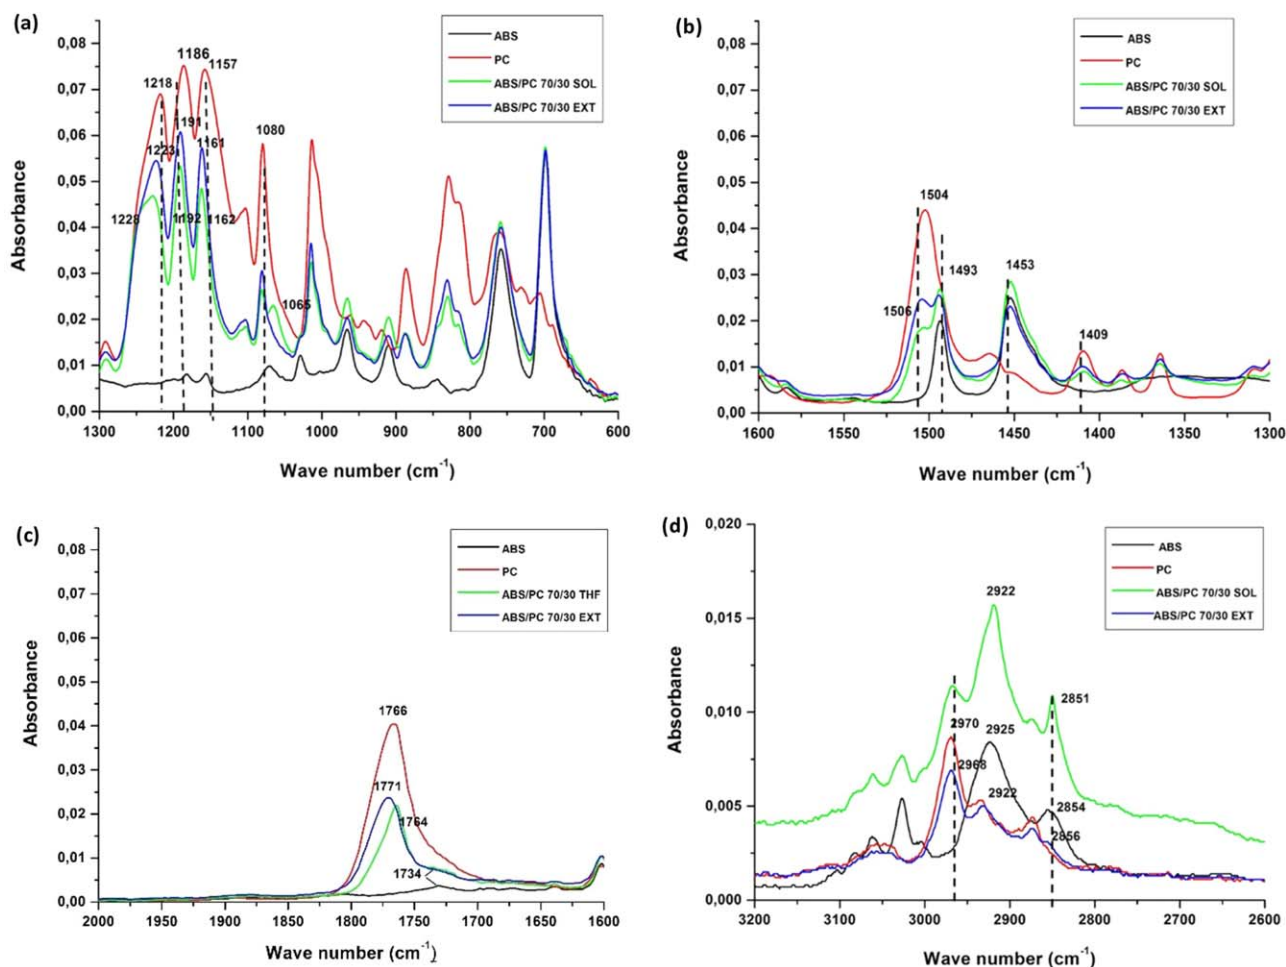 (a)
ABS
PC
ABS/PC 70/30 SOL
ABS/PC 70/30 EXT
0,08
0,07
0,06
0,05
0,04
0,03
0,02
0,01
0,00
1186
1218
1157
1191
1223
1161
1080
1228
1192
1162
1065
1300 1200 1100 1000 900 800 700 600
Absorbance
Wave number (cm-1)
(b)
ABS
PC
ABS/PC 70/30 SOL
ABS/PC 70/30 EXT
0,08
0,07
0,06
0,05
0,04
0,03
0,02
0,01
0,00
1504
1493
1453
1506
1409
1600 1550 1500 1450 1400 1350 1300
Absorbance
Wave number (cm-1)
(c)
ABS
PC
ABS/PC 70/30 THF
ABS/PC 70/30 EXT
0,08
0,07
0,06
0,05
0,04
0,03
0,02
0,01
0,00
1766
1771
1764
1734
2000 1950 1900 1850 1800 1750 1700 1650 1600
Absorbance
Wave number (cm-1)
(d)
ABS
PC
ABS/PC 70/30 SOL
ABS/PC 70/30 EXT
0,020
0,015
0,010
0,005
0,000
2922
2851
2970
2925
2968
2922
2854
2856
3200 3100 3000 2900 2800 2700 2600
Absorbance
Wave number (cm-1)